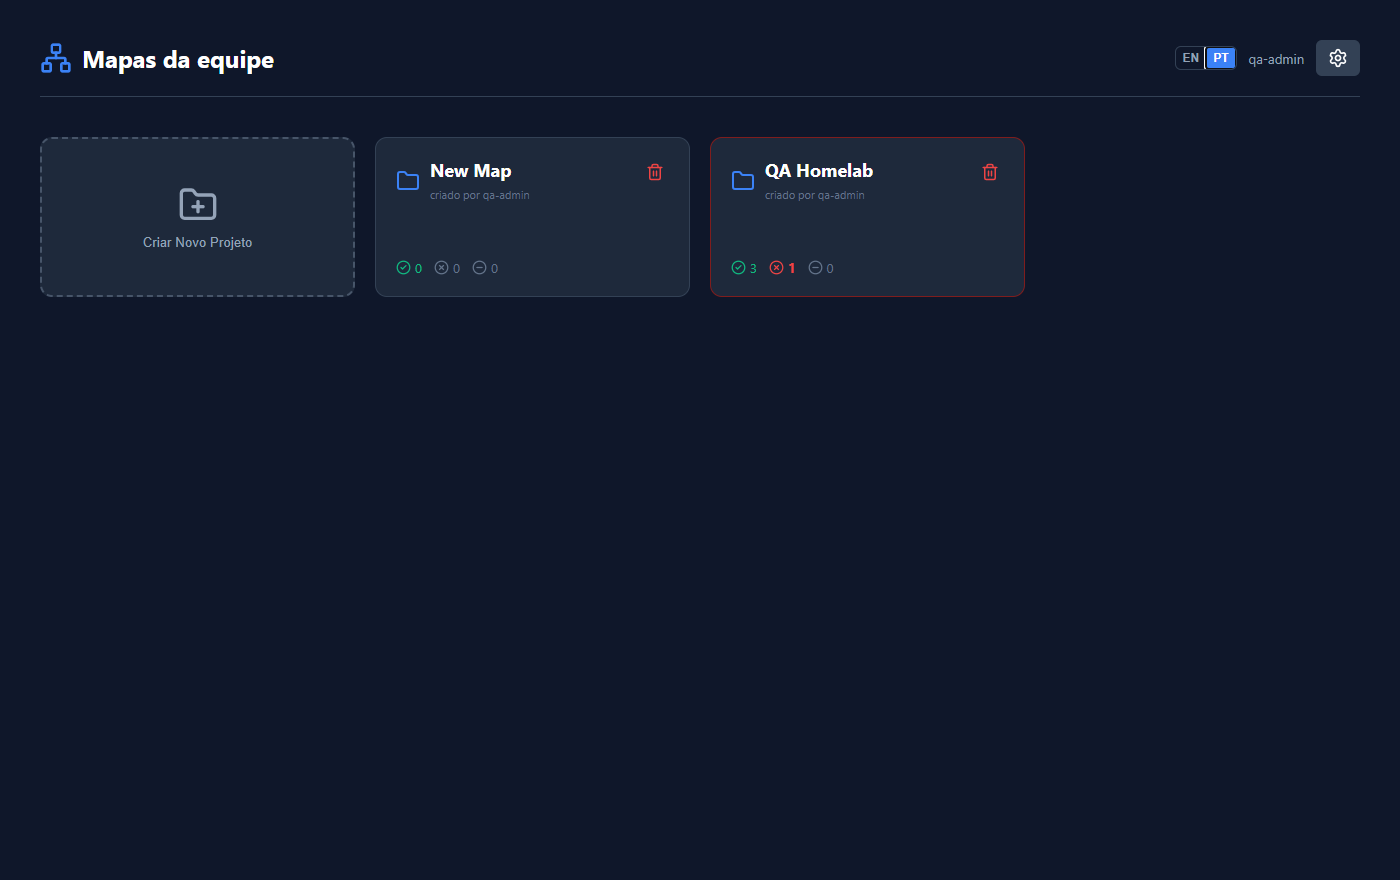 Mapas da equipe
EN PT qa-admin
Criar Novo Projeto
New Map
criado por qa-admin
0 0 0
QA Homelab
criado por qa-admin
3 1 0